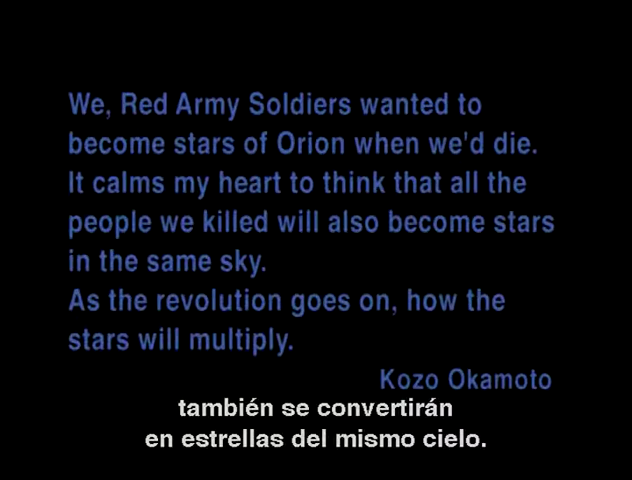 We, Red Army Soldiers wanted to
become stars of Orion when we'd die.
It calms my heart to think that all the
people we killed will also become stars
in the same sky.
As the revolution goes on, how the
stars will multiply.
Kozo Okamoto
también se convertirán
en estrellas del mismo cielo.